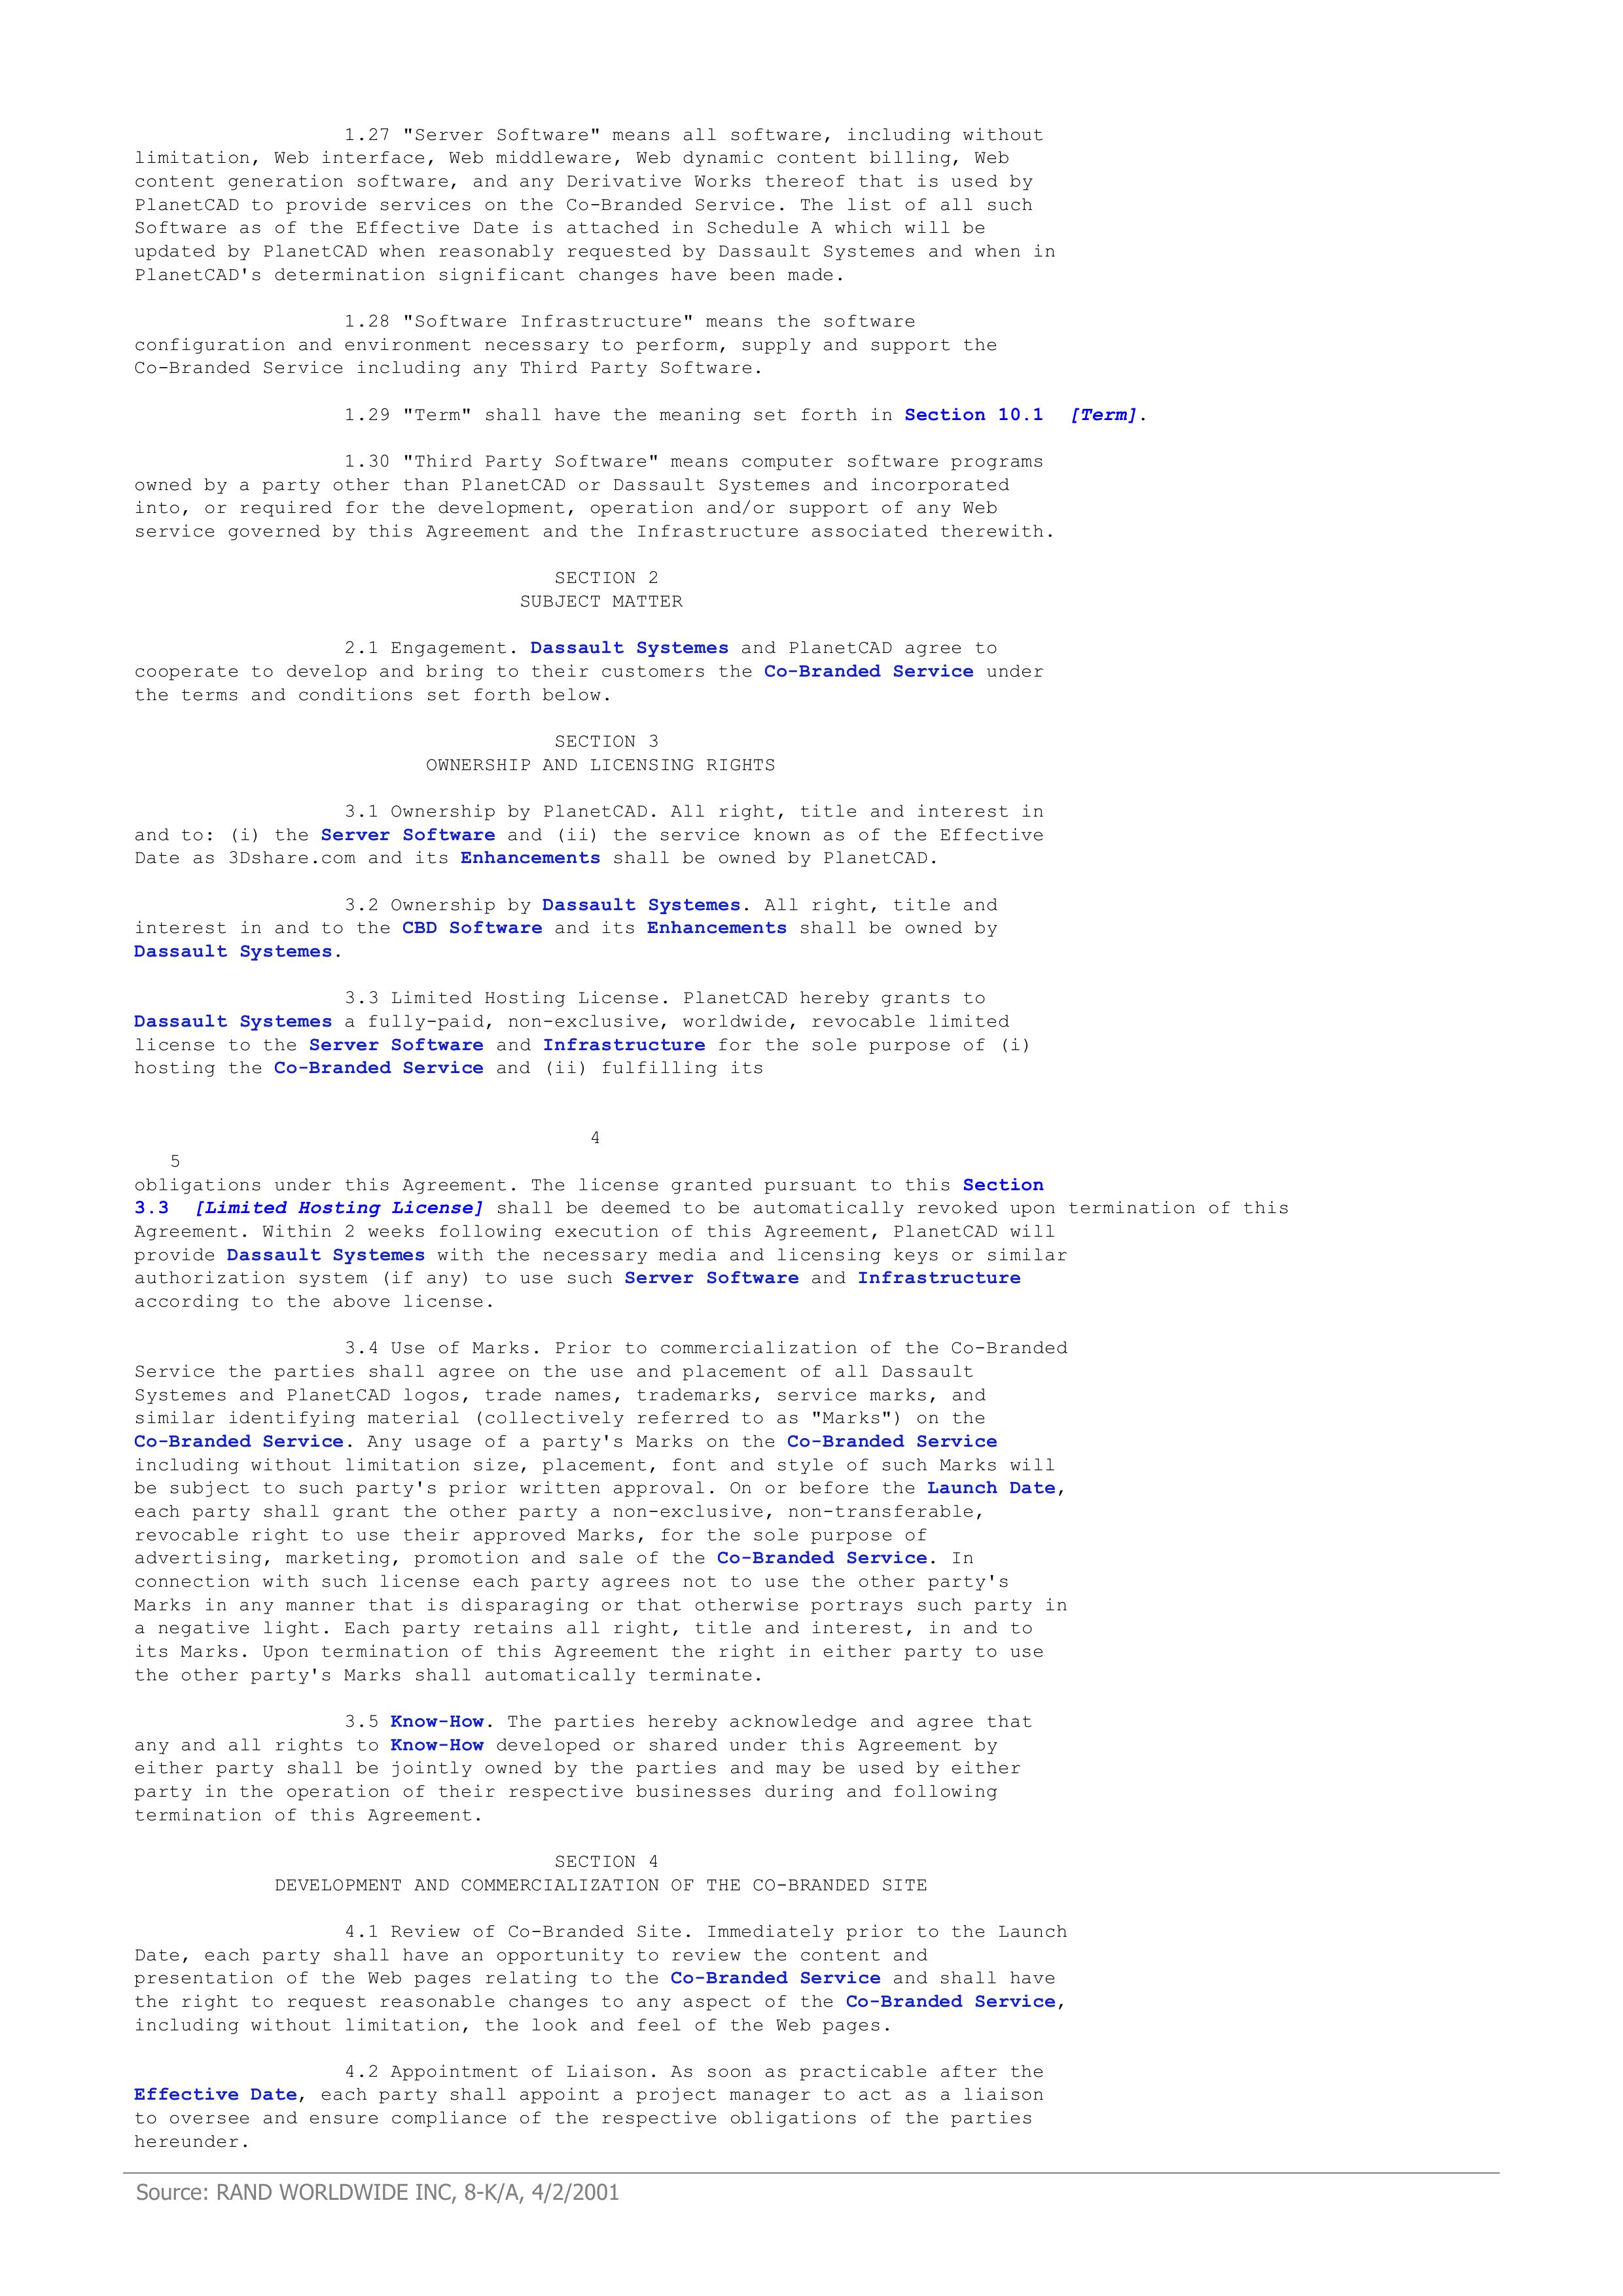 1.27 "Server Software" means all software, including without
limitation, Web interface, Web middleware, Web dynamic content billing, Web
content generation software, and any Derivative Works thereof that is used by
PlanetCAD to provide services on the Co-Branded Service. The list of all such
Software as of the Effective Date is attached in Schedule A which will be
updated by PlanetCAD when reasonably requested by Dassault Systemes and when in
PlanetCAD's determination significant changes have been made.
1.28 "Software Infrastructure" means the software
configuration and environment necessary to perform, supply and support the
Co-Branded Service including any Third Party Software.
1.29 "Term" shall have the meaning set forth in Section 10.1 [Term].
1.30 "Third Party Software" means computer software programs
owned by a party other than PlanetCAD or Dassault Systemes and incorporated
into, or required for the development, operation and/or support of any Web
service governed by this Agreement and the Infrastructure associated therewith.
SECTION 2
SUBJECT MATTER
2.1 Engagement. Dassault Systemes and PlanetCAD agree to
cooperate to develop and bring to their customers the Co-Branded Service under
the terms and conditions set forth below.
SECTION 3
OWNERSHIP AND LICENSING RIGHTS
3.1 Ownership by PlanetCAD. All right, title and interest in
and to: (i) the Server Software and (ii) the service known as of the Effective
Date as 3Dshare.com and its Enhancements shall be owned by PlanetCAD.
3.2 Ownership by Dassault Systemes. All right, title and
interest in and to the CBD Software and its Enhancements shall be owned by
Dassault Systemes.
3.3 Limited Hosting License. PlanetCAD hereby grants to
Dassault Systemes a fully-paid, non-exclusive, worldwide, revocable limited
license to the Server Software and Infrastructure for the sole purpose of (i)
hosting the Co-Branded Service and (ii) fulfilling its
4
5
obligations under this Agreement. The license granted pursuant to this Section
3.3 [Limited Hosting License] shall be deemed to be automatically revoked upon termination of this
Agreement. Within 2 weeks following execution of this Agreement, PlanetCAD will
provide Dassault Systemes with the necessary media and licensing keys or similar
authorization system (if any) to use such Server Software and Infrastructure
according to the above license.
3.4 Use of Marks. Prior to commercialization of the Co-Branded
Service the parties shall agree on the use and placement of all Dassault
Systemes and PlanetCAD logos, trade names, trademarks, service marks, and
similar identifying material (collectively referred to as "Marks") on the
Co-Branded Service. Any usage of a party's Marks on the Co-Branded Service
including without limitation size, placement, font and style of such Marks will
be subject to such party's prior written approval. On or before the Launch Date,
each party shall grant the other party a non-exclusive, non-transferable,
revocable right to use their approved Marks, for the sole purpose of
advertising, marketing, promotion and sale of the Co-Branded Service. In
connection with such license each party agrees not to use the other party's
Marks in any manner that is disparaging or that otherwise portrays such party in
a negative light. Each party retains all right, title and interest, in and to
its Marks. Upon termination of this Agreement the right in either party to use
the other party's Marks shall automatically terminate.
3.5 Know-How. The parties hereby acknowledge and agree that
any and all rights to Know-How developed or shared under this Agreement by
either party shall be jointly owned by the parties and may be used by either
party in the operation of their respective businesses during and following
termination of this Agreement.
SECTION 4
DEVELOPMENT AND COMMERCIALIZATION OF THE CO-BRANDED SITE
4.1 Review of Co-Branded Site. Immediately prior to the Launch
Date, each party shall have an opportunity to review the content and
presentation of the Web pages relating to the Co-Branded Service and shall have
the right to request reasonable changes to any aspect of the Co-Branded Service,
including without limitation, the look and feel of the Web pages.
4.2 Appointment of Liaison. As soon as practicable after the
Effective Date, each party shall appoint a project manager to act as a liaison
to oversee and ensure compliance of the respective obligations of the parties
hereunder.
Source: RAND WORLDWIDE INC, 8-K/A, 4/2/2001